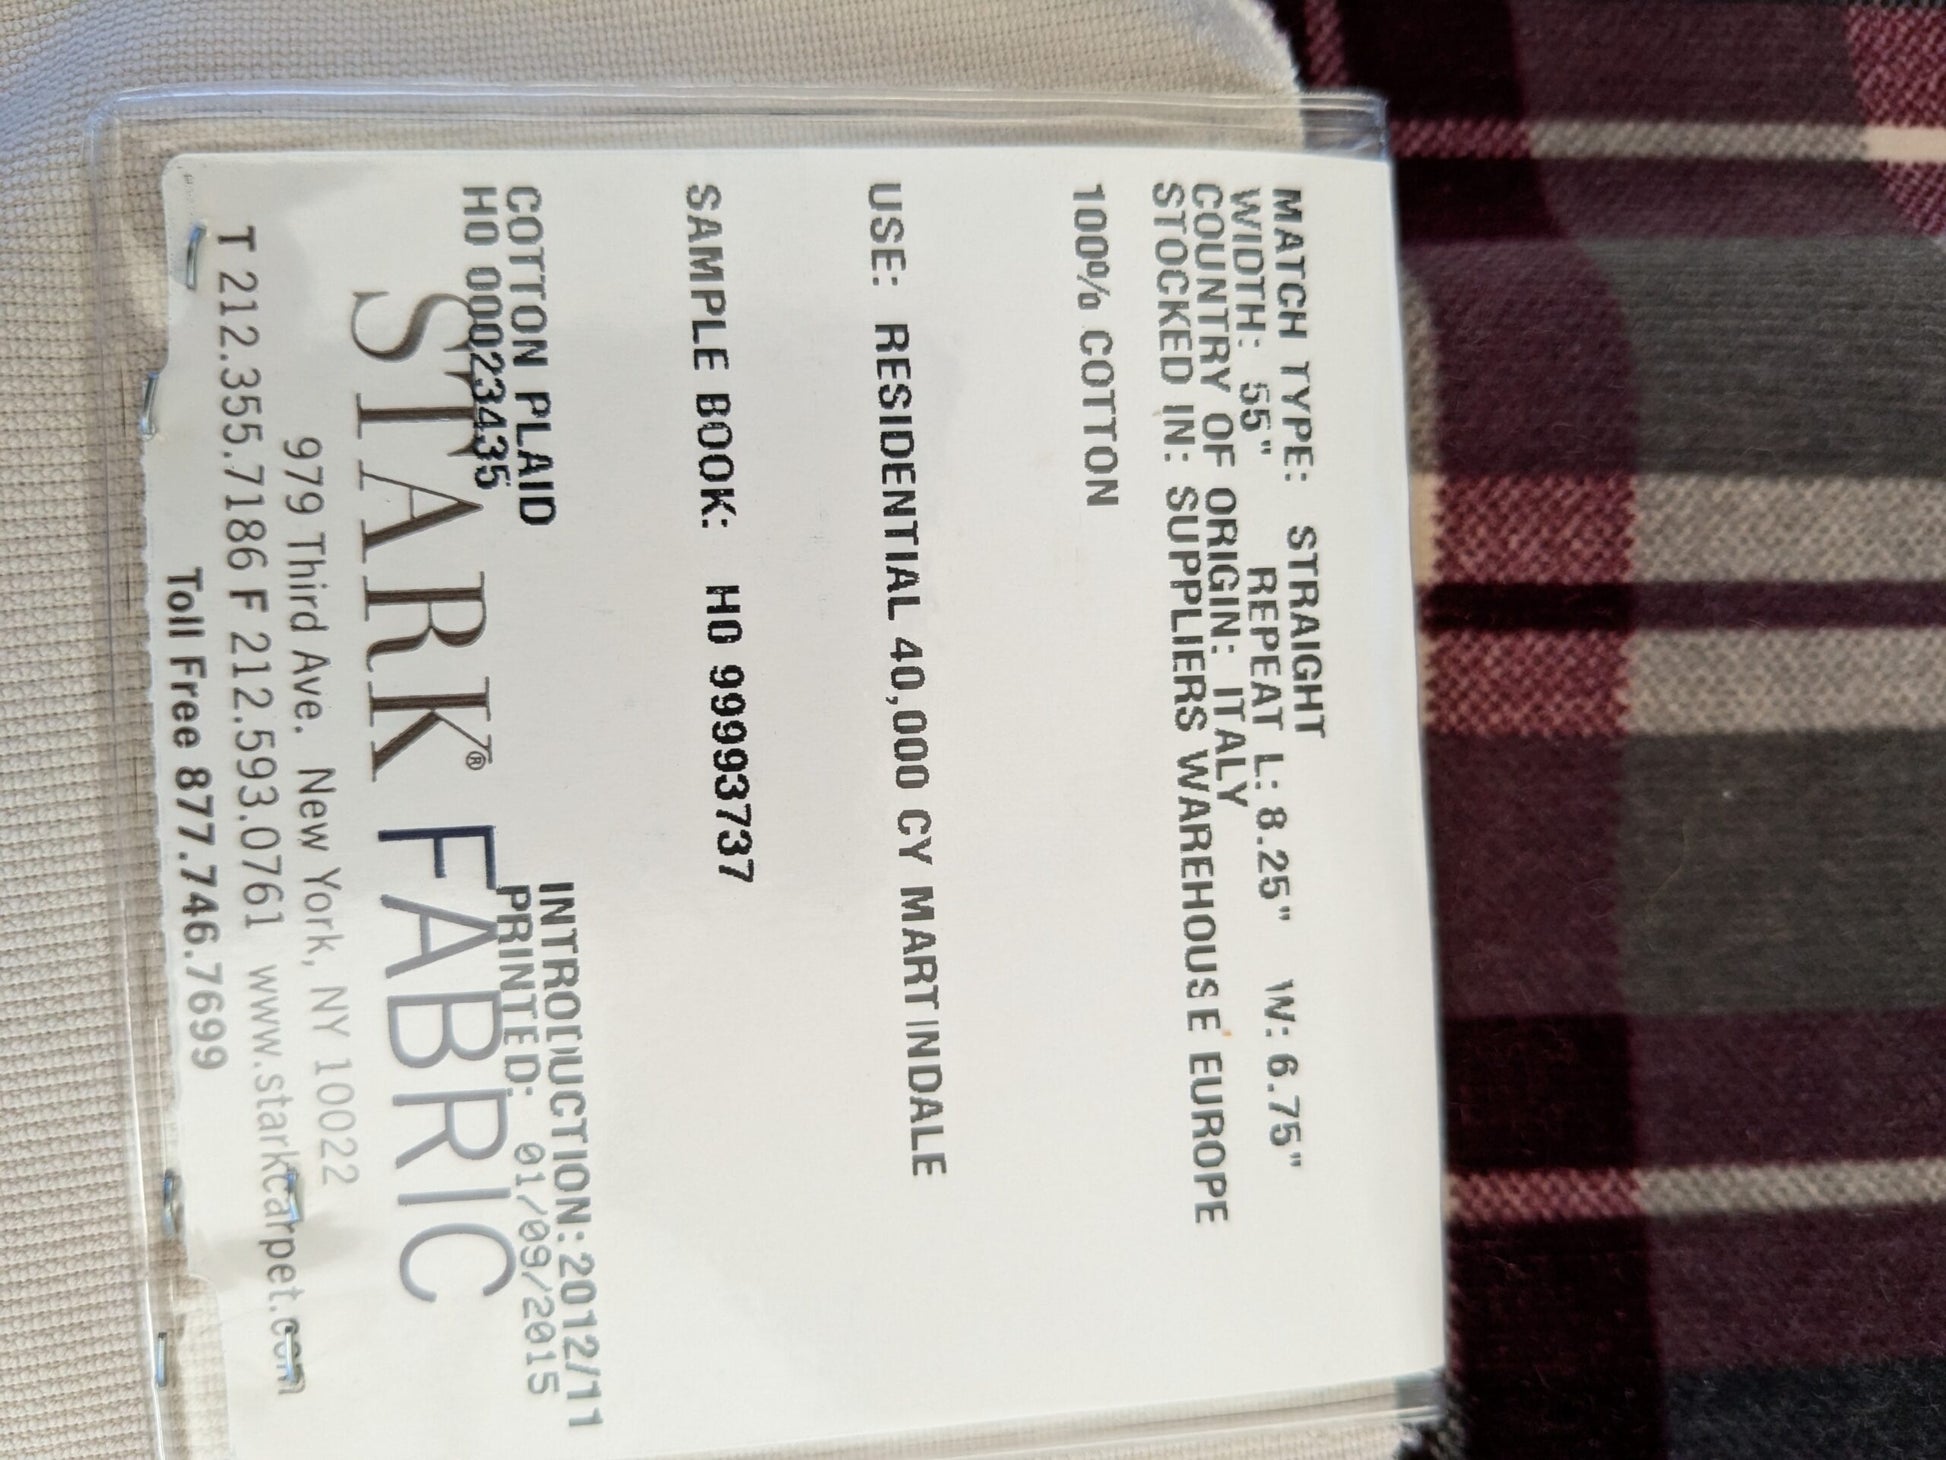 MATCH TYPE: STRAIGHT
WIDTH: 55" REPEAT L: 8.25" W: 6.75"
COUNTRY OF ORIGIN: ITALY
STOCKED IN: SUPPLIERS WAREHOUSE EUROPE
100% COTTON
USE: RESIDENTIAL 40,000 CY MARTINDALE
SAMPLE BOOK: HO 99993737
INTRODUCTION: 2012/11
COTTON PLAID PRINTED: 01/09/2015
HO 00023435
STARK® FABRIC
979 Third Ave. New York, NY 10022
T 212.355.7186 F 212.593.0761 www.starkcarpet.com
Toll Free 877.746.7699